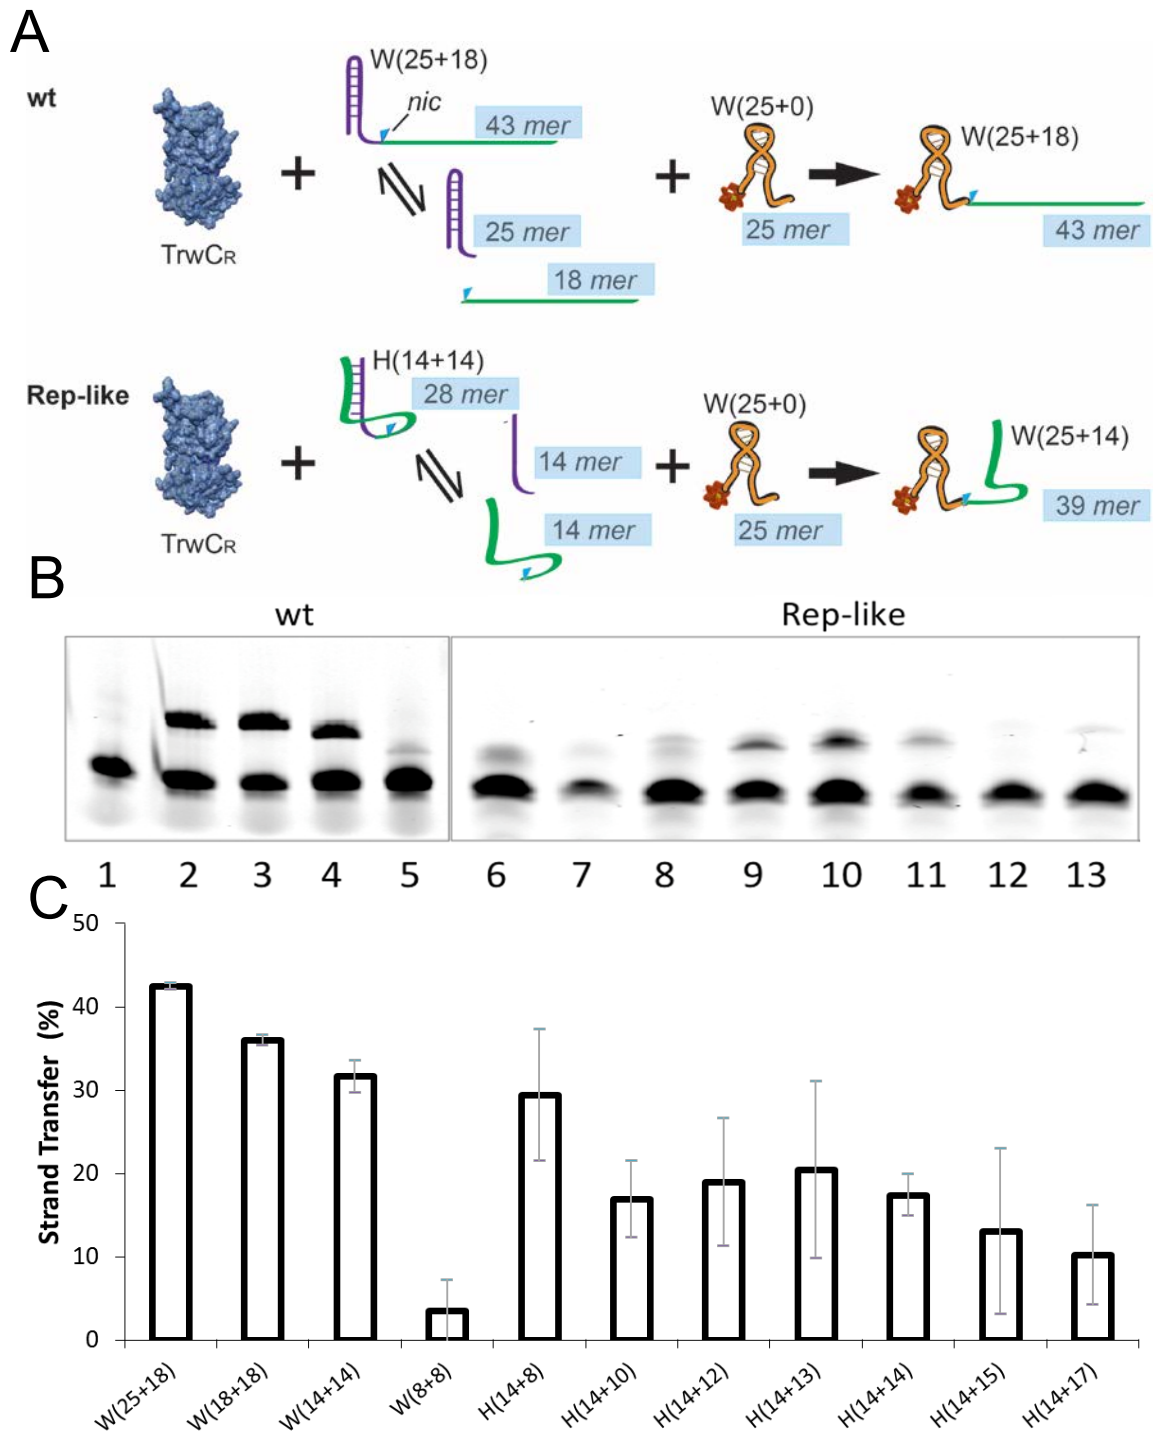 A
wt
W(25+18)
nic
43 mer
25 mer
18 mer
TrwCR
W(25+0)
25 mer
W(25+18)
43 mer
Rep-like
H(14+14)
28 mer
14 mer
14 mer
TrwCR
W(25+0)
25 mer
W(25+14)
39 mer
B
wt
Rep-like
1 2 3 4 5 6 7 8 9 10 11 12 13
C
Strand Transfer (%)
50
40
30
20
10
0
W(25+18)
W(18+18)
W(14+14)
W(8+8)
H(14+8)
H(14+10)
H(14+12)
H(14+13)
H(14+14)
H(14+15)
H(14+17)